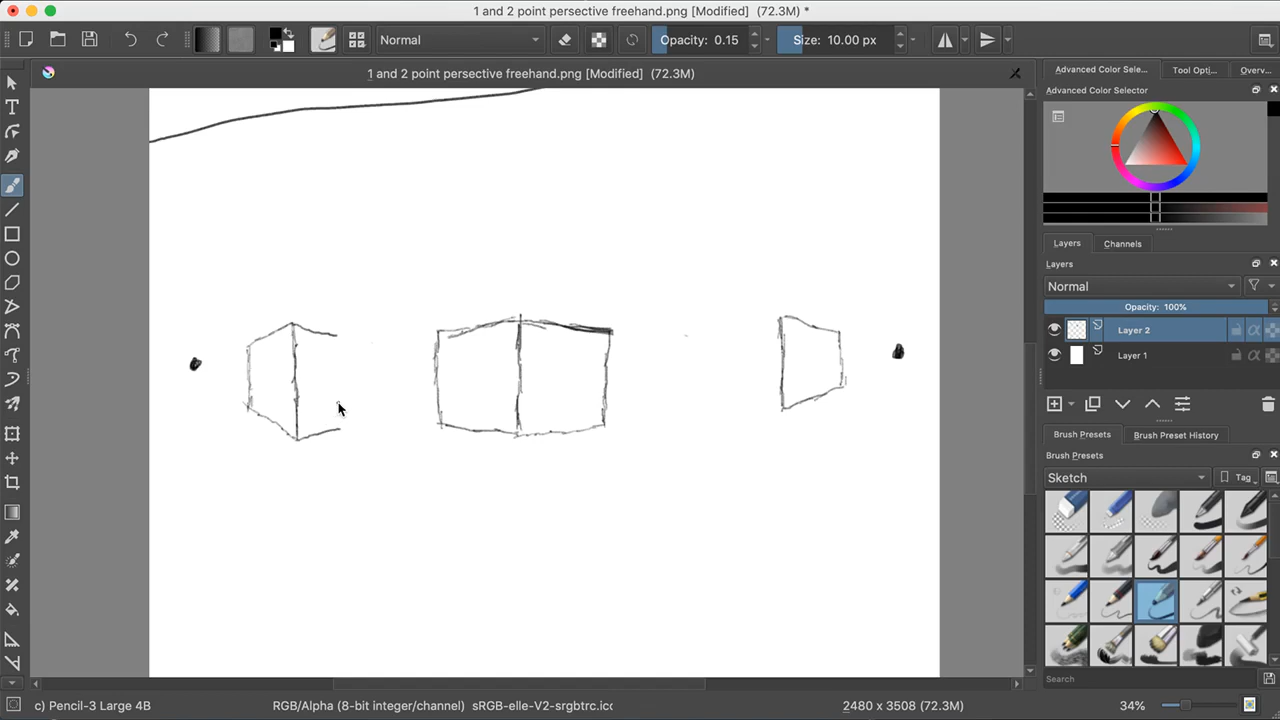 1 and 2 point persective freehand.png [Modified] (72.3M) *
Normal
Opacity: 0.15
Size: 10.00 px
1 and 2 point persective freehand.png [Modified] (72.3M)
Advanced Color Sele...
Tool Opti...
Overv...
Advanced Color Selector
Layers
Channels
Layers
Normal
Opacity: 100%
Layer 2
Layer 1
Brush Presets
Brush Preset History
Brush Presets
Sketch
Tag
Search
c) Pencil-3 Large 4B
RGB/Alpha (8-bit integer/channel) sRGB-elle-V2-srgbtrc.icc
2480 x 3508 (72.3M)
34%